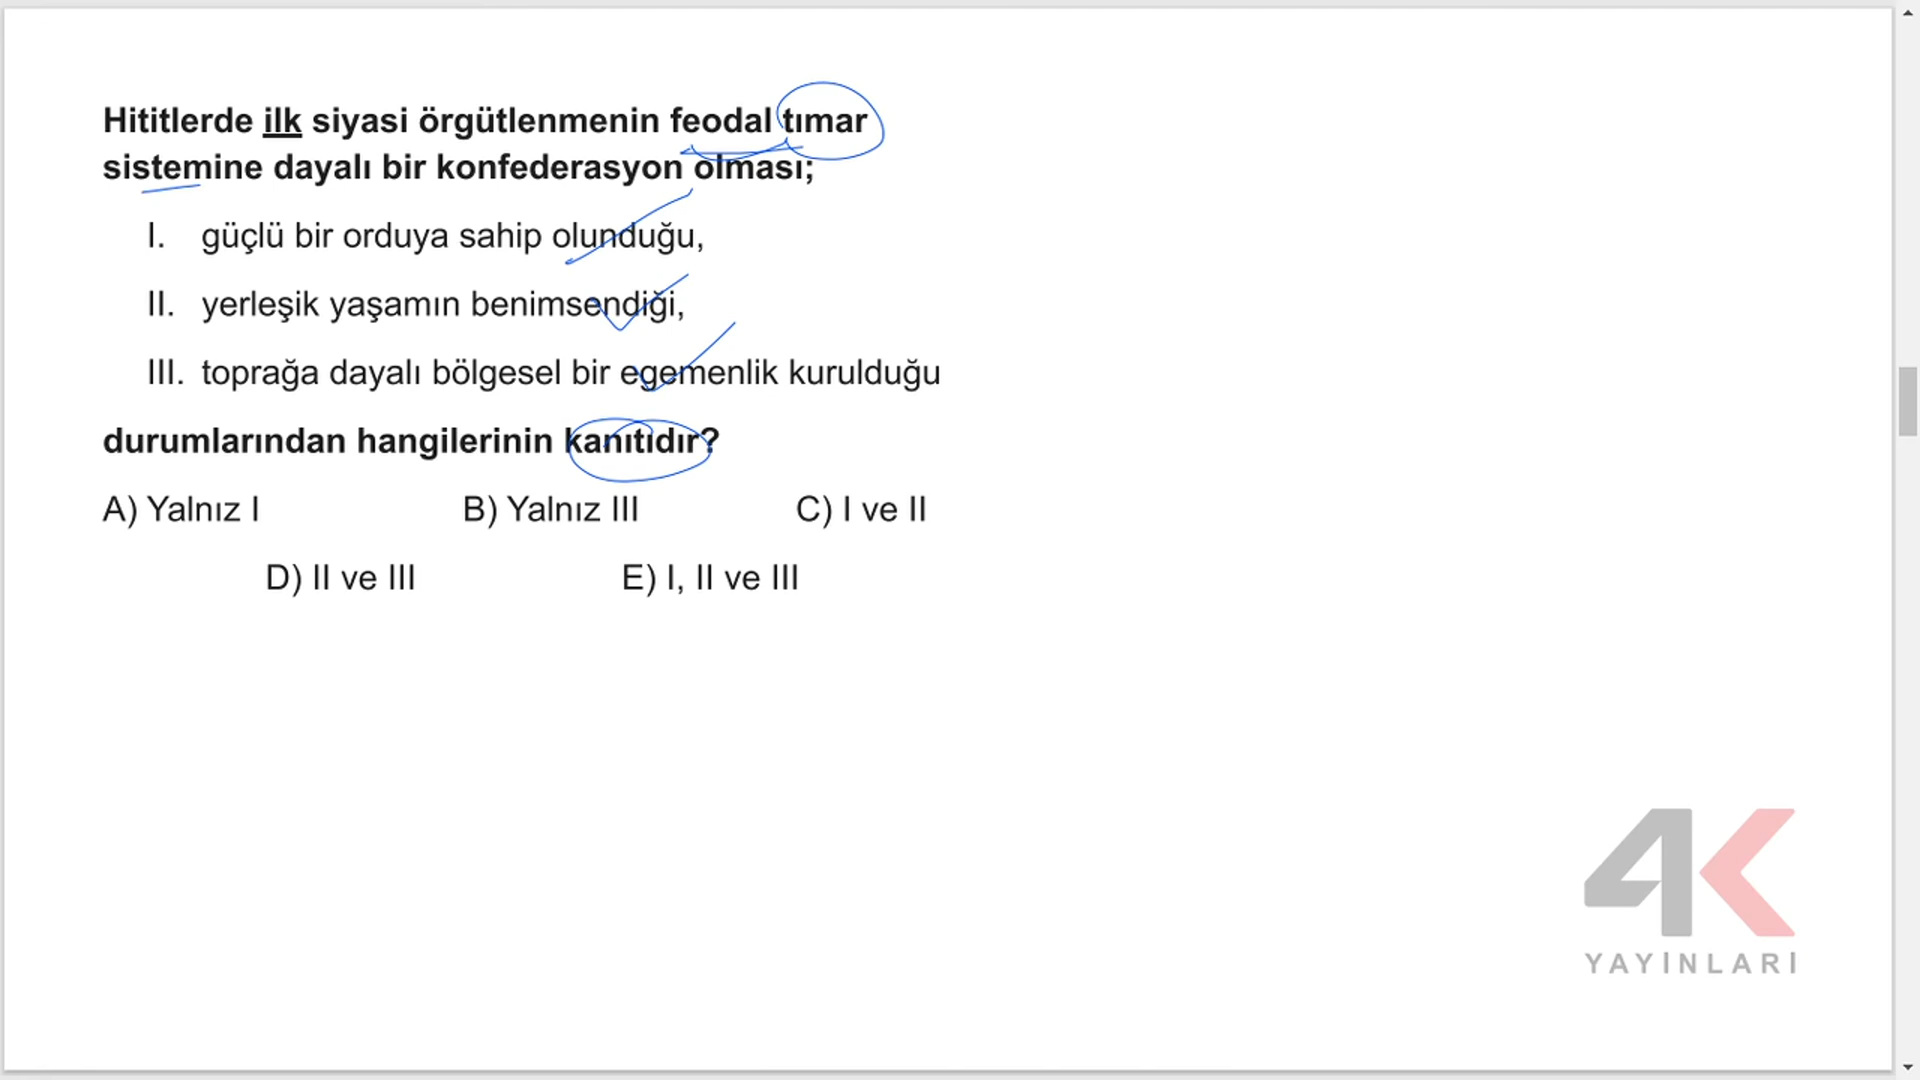 Hititlerde ilk siyasi örgütlenmenin feodal tımar
sistemine dayalı bir konfederasyon olması;
I. güçlü bir orduya sahip olunduğu,
II. yerleşik yaşamın benimsendiği,
III. toprağa dayalı bölgesel bir egemenlik kurulduğu
durumlarından hangilerinin kanıtıdır?
A) Yalnız I B) Yalnız III C) I ve II
D) II ve III E) I, II ve III
4K
YAYINLARI